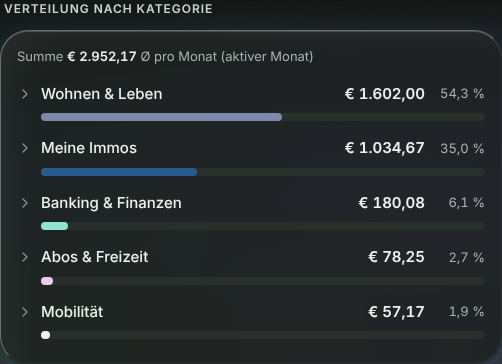 VERTEILUNG NACH KATEGORIE
Summe € 2.952,17 Ø pro Monat (aktiver Monat)
Wohnen & Leben € 1.602,00 54,3 %
Meine Immos € 1.034,67 35,0 %
Banking & Finanzen € 180,08 6,1 %
Abos & Freizeit € 78,25 2,7 %
Mobilität € 57,17 1,9 %